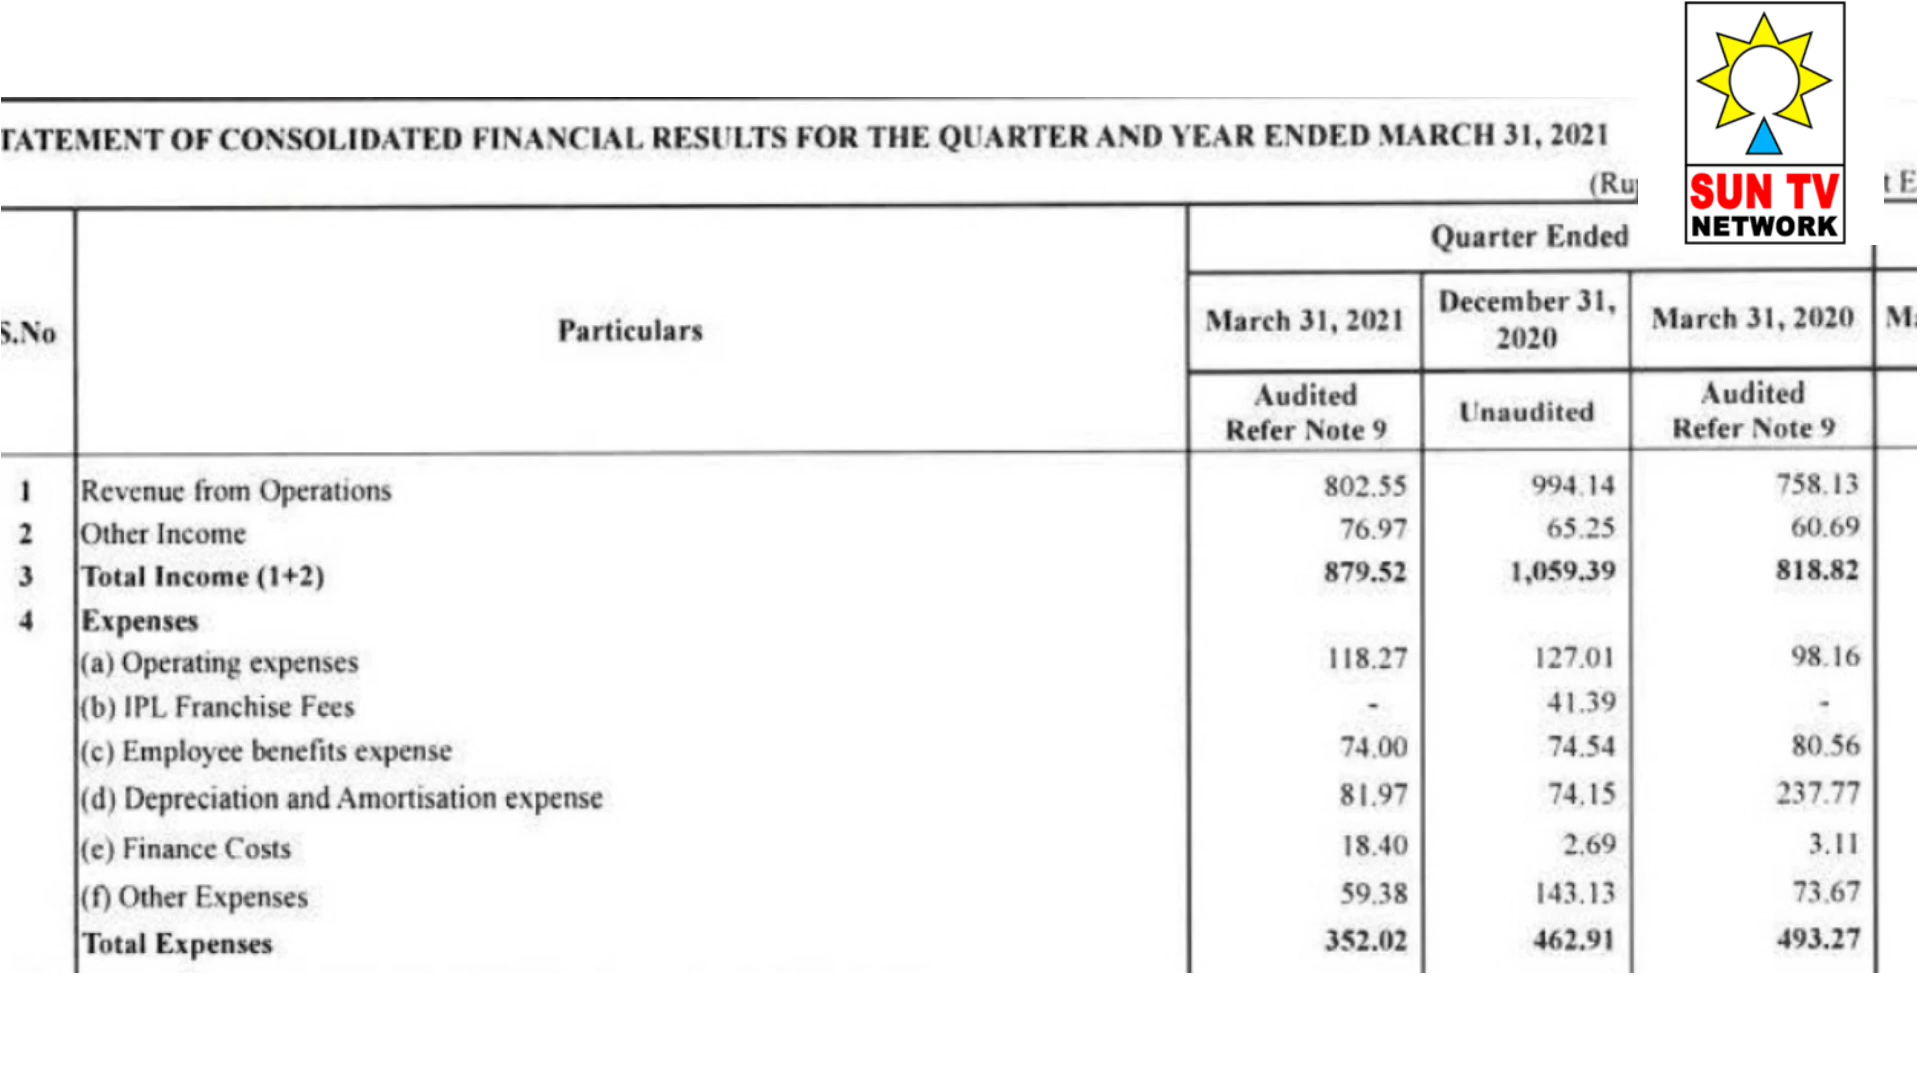 TATEMENT OF CONSOLIDATED FINANCIAL RESULTS FOR THE QUARTER AND YEAR ENDED MARCH 31, 2021
SUN TV
NETWORK
Quarter Ended
S.No
Particulars
March 31, 2021
December 31,
2020
March 31, 2020
Audited
Refer Note 9
Unaudited
Audited
Refer Note 9
1 Revenue from Operations 802.55 994.14 758.13
2 Other Income 76.97 65.25 60.69
3 Total Income (1+2) 879.52 1,059.39 818.82
4 Expenses
(a) Operating expenses 118.27 127.01 98.16
(b) IPL Franchise Fees - 41.39 -
(c) Employee benefits expense 74.00 74.54 80.56
(d) Depreciation and Amortisation expense 81.97 74.15 237.77
(e) Finance Costs 18.40 2.69 3.11
(f) Other Expenses 59.38 143.13 73.67
Total Expenses 352.02 462.91 493.27